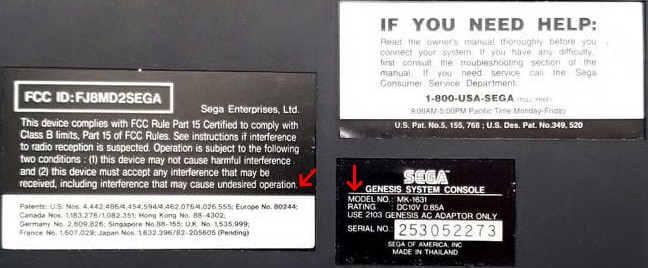 FCC ID:FJ8MD2SEGA
Sega Enterprises, Ltd.
This device complies with FCC Rule Part 15 Certified to comply with
Class B limits, Part 15 of FCC Rules. See instructions if interference
to radio reception is suspected. Operation is subject to the following
two conditions : (1) this device may not cause harmful interference
and (2) this device must accept any interference that may be
received, including interference that may cause undesired operation.
Patents: U.S. Nos. 4,442,486/4,454,594/4,462,076/4,026,555; Europe No. 80244;
Canada Nos. 1,183,276/1,082,351; Hong Kong No. 88-4302;
Germany No. 2,609,826; Singapore No.88-155; U.K. No. 1,535,999;
France No. 1,607,029; Japan Nos. 1,632,396/82-205605 (Pending)
IF YOU NEED HELP:
Read the owner's manual thoroughly before you
connect your system. If you have any difficulty,
first consult the troubleshooting section of the
manual. If you need service call the Sega
Consumer Service Department:
1-800-USA-SEGA (TOLL FREE)
9:00AM-5:00PM Pacific Time Monday-Friday
U.S. Pat. No.5, 155, 768 ; U.S. Des. Pat. No.349, 520
SEGA
GENESIS SYSTEM CONSOLE
MODEL NO.: MK-1631
RATING : DC10V 0.85A
USE 2103 GENESIS AC ADAPTOR ONLY
SERIAL NO.: 253052273
SEGA OF AMERICA, INC
MADE IN THAILAND